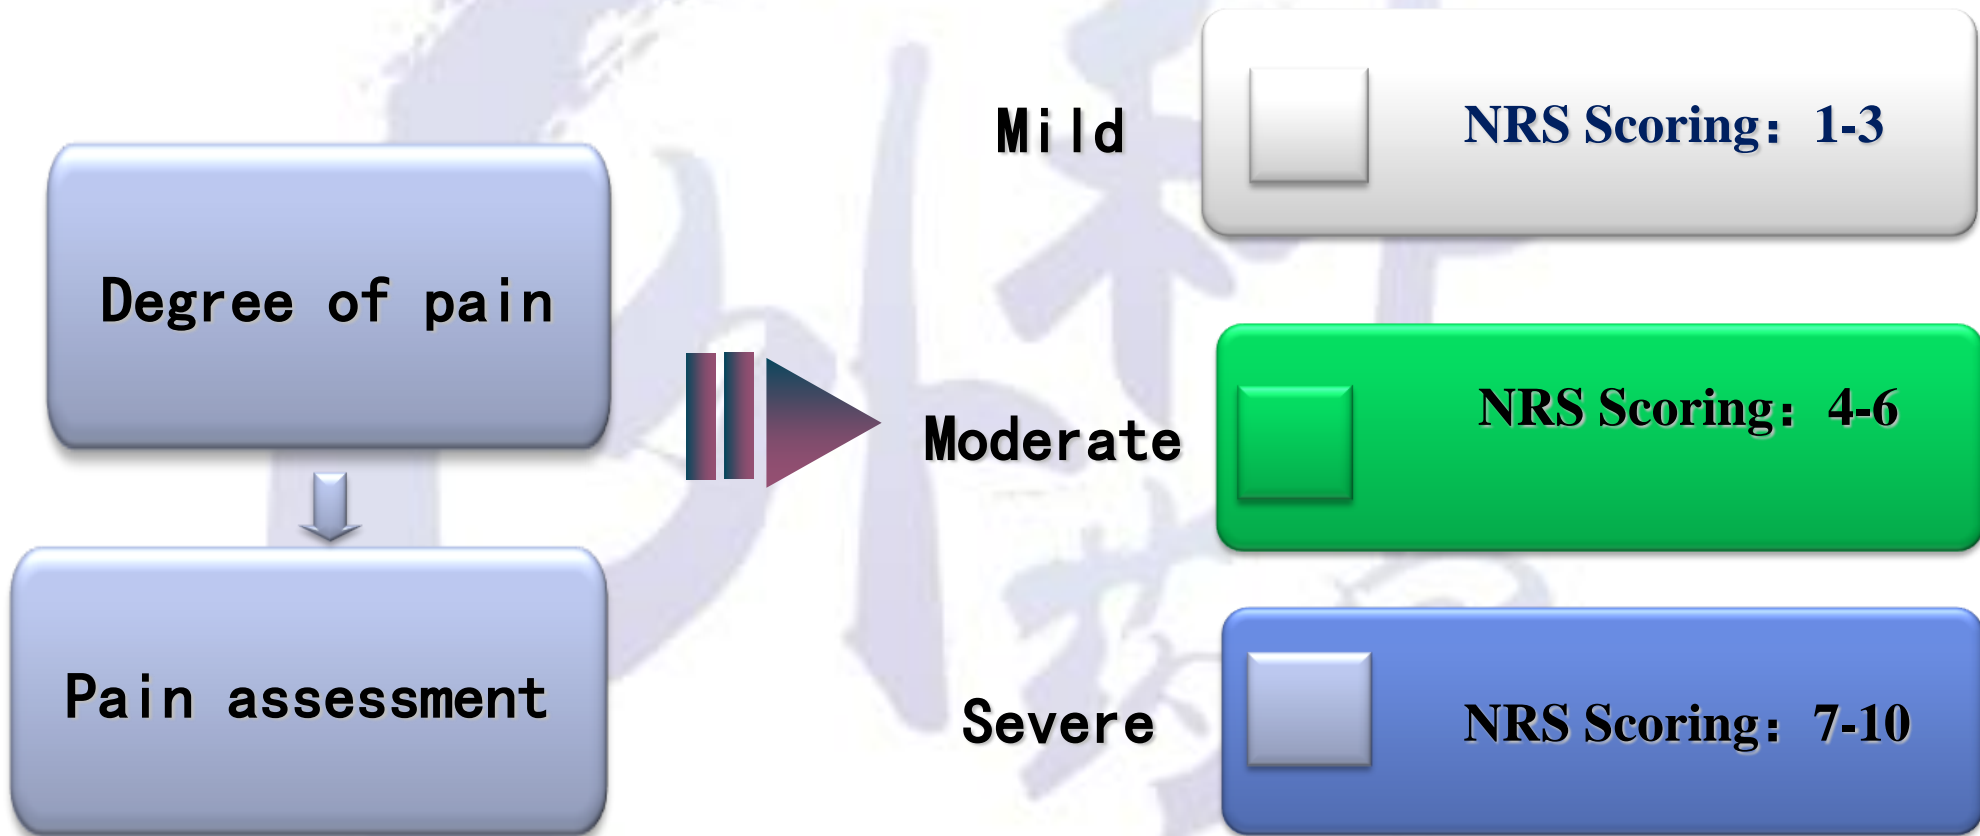 Degree of pain
Pain assessment
Mild
NRS Scoring：1-3
Moderate
NRS Scoring：4-6
Severe
NRS Scoring：7-10